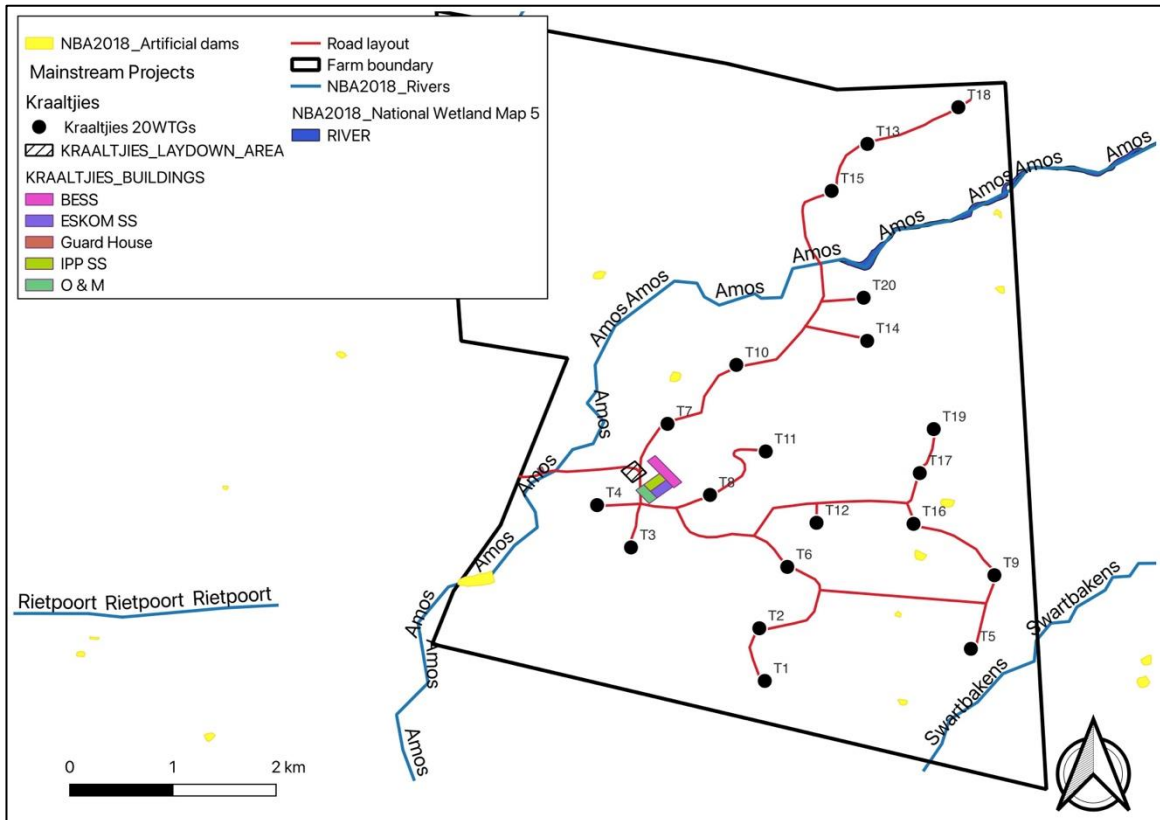 NBA2018_Artificial dams
Mainstream Projects
Kraaltjies
Kraaltjies 20WTGs
KRAALTJIES_LAYDOWN_AREA
KRAALTJIES_BUILDINGS
BESS
ESKOM SS
Guard House
IPP SS
O & M
Road layout
Farm boundary
NBA2018_Rivers
NBA2018_National Wetland Map 5
RIVER
T18
T13
Amos
Amos
Amos
T15
Amos
Amos
Amos
T20
Amos
Amos
Amos
T14
T10
Amos
T7
T19
T11
Amos
T17
T8
T4
T12
T16
T3
Amos
T6
T9
Rietpoort Rietpoort Rietpoort
Amos
Swartbakens
T2
T5
Amos
T1
Swartbakens
Amos
0 1 2 km